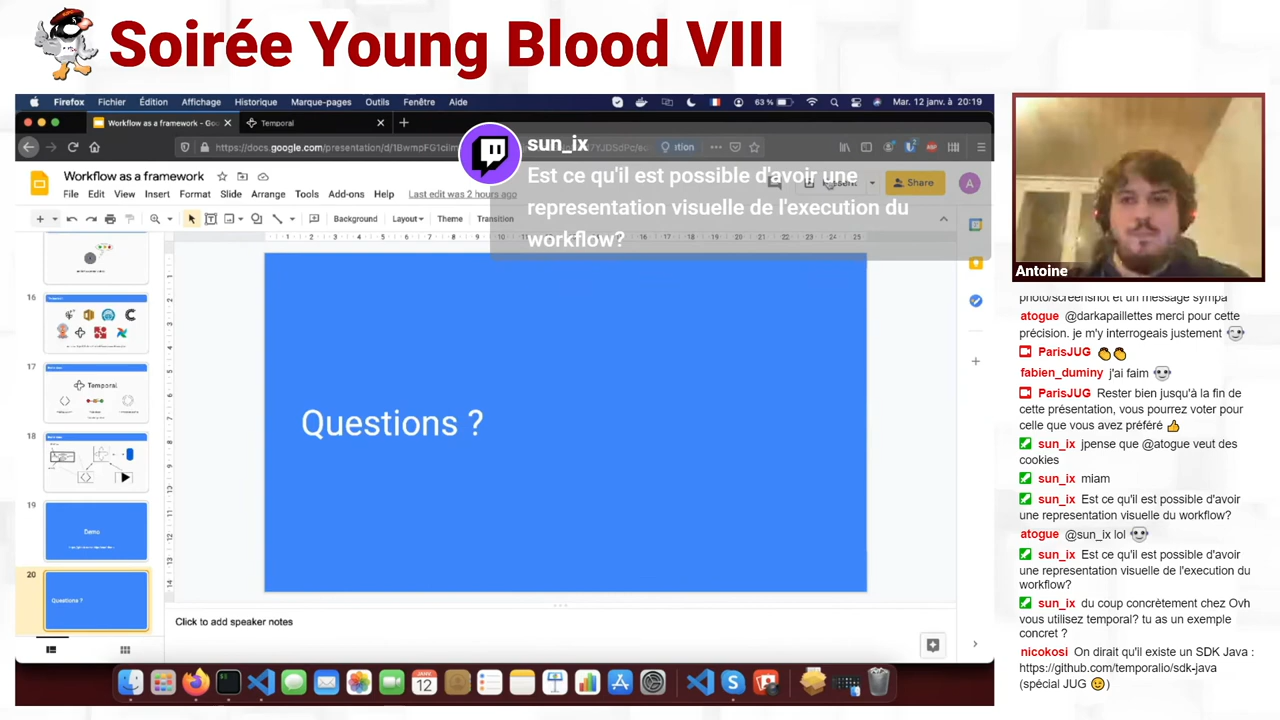 Soirée Young Blood VIII
Firefox Fichier Édition Affichage Historique Marque-pages Outils Fenêtre Aide
63 % Mar. 12 janv. à 20:19
Workflow as a framework - Goo
Temporal
https://docs.google.com/presentation/d/1BwmpFG1cilm
sun_ix
Est ce qu'il est possible d'avoir une
representation visuelle de l'execution du
workflow?
Workflow as a framework
Share
A
File Edit View Insert Format Slide Arrange Tools Add-ons Help Last edit was 2 hours ago
Background Layout Theme Transition
16
17
Temporal
18
19
Demo
20
Questions ?
Questions ?
Click to add speaker notes
JANV.
12
Antoine
photo/screenshot et un message sympa
atogue @darkapaillettes merci pour cette
précision. je m'y interrogeais justement
ParisJUG
fabien_duminy j'ai faim
ParisJUG Rester bien jusqu'à la fin de
cette présentation, vous pourrez voter pour
celle que vous avez préféré
sun_ix jpense que @atogue veut des
cookies
sun_ix miam
sun_ix Est ce qu'il est possible d'avoir
une representation visuelle du workflow?
atogue @sun_ix lol
sun_ix Est ce qu'il est possible d'avoir
une representation visuelle de l'execution du
workflow?
sun_ix du coup concrètement chez Ovh
vous utilisez temporal? tu as un exemple
concret ?
nicokosi On dirait qu'il existe un SDK Java :
https://github.com/temporalio/sdk-java
(spécial JUG )